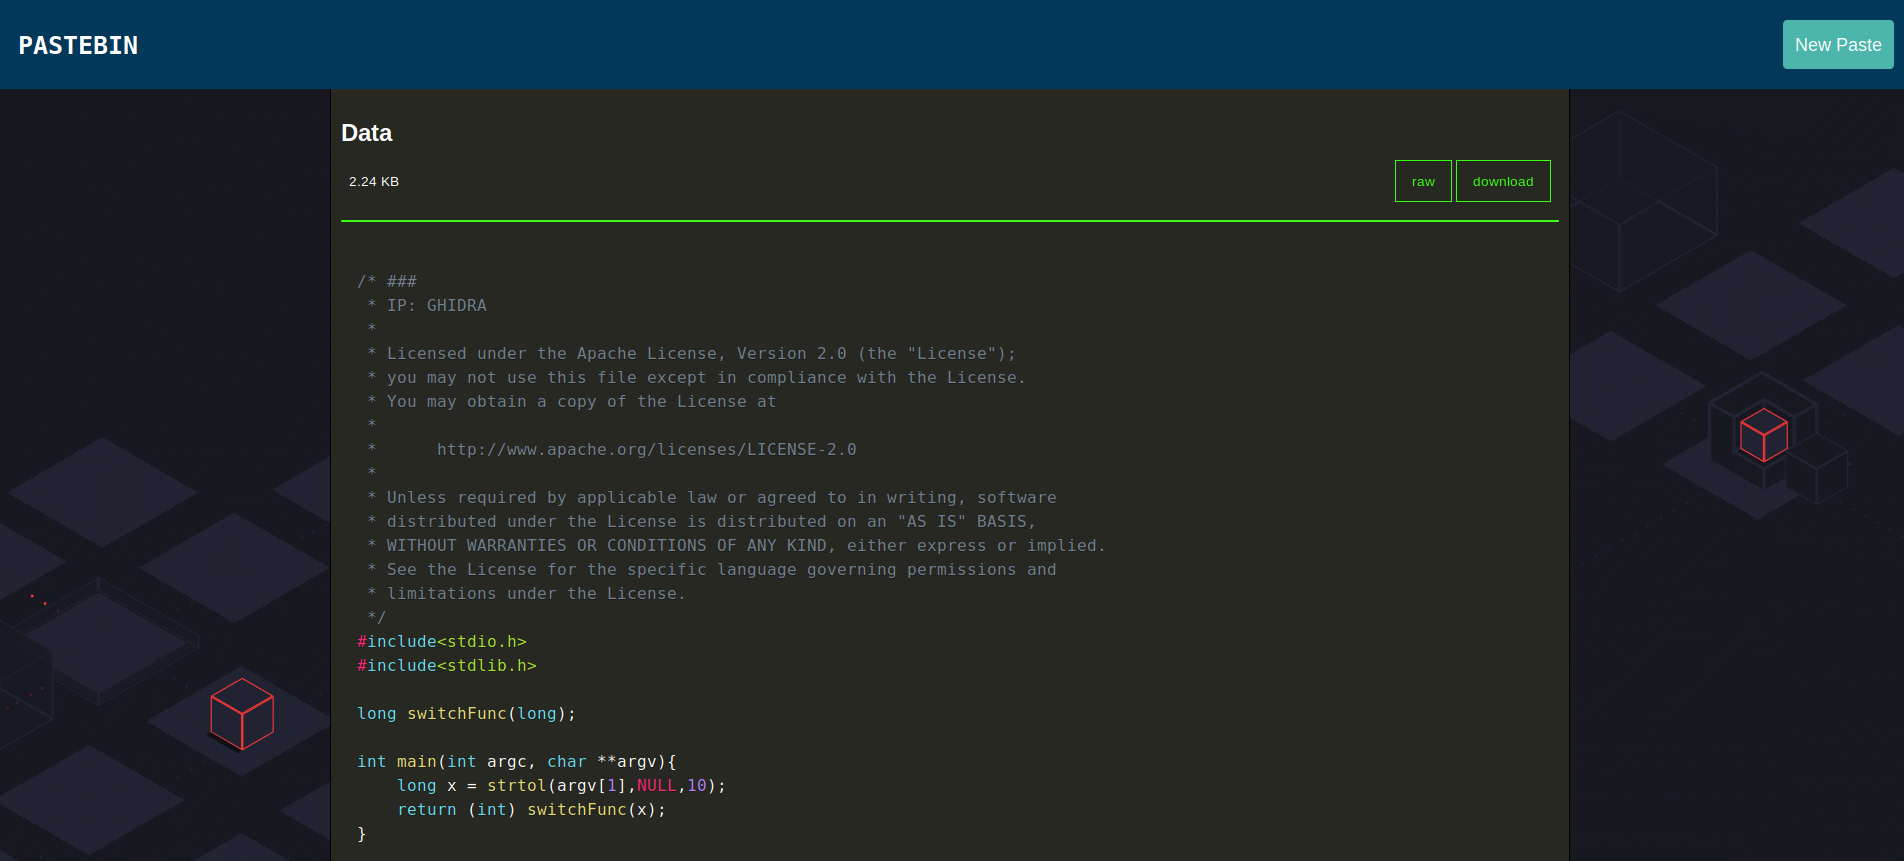 PASTEBIN
New Paste
Data
2.24 KB
raw
download
/* ###
 * IP: GHIDRA
 *
 * Licensed under the Apache License, Version 2.0 (the "License");
 * you may not use this file except in compliance with the License.
 * You may obtain a copy of the License at
 *
 *      http://www.apache.org/licenses/LICENSE-2.0
 *
 * Unless required by applicable law or agreed to in writing, software
 * distributed under the License is distributed on an "AS IS" BASIS,
 * WITHOUT WARRANTIES OR CONDITIONS OF ANY KIND, either express or implied.
 * See the License for the specific language governing permissions and
 * limitations under the License.
 */
#include<stdio.h>
#include<stdlib.h>

long switchFunc(long);

int main(int argc, char **argv){
    long x = strtol(argv[1],NULL,10);
    return (int) switchFunc(x);
}